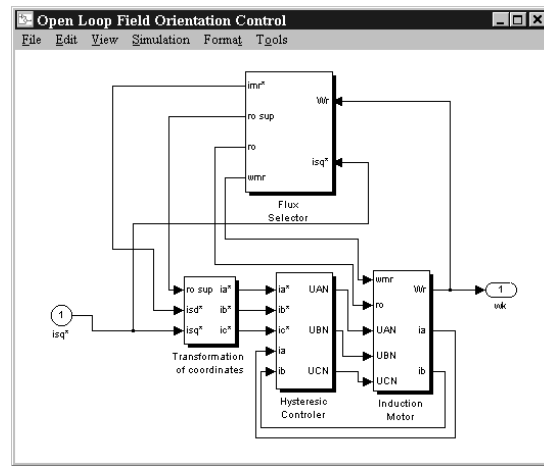 Open Loop Field Orientation Control
File Edit View Simulation Format Tools
imr*
ro sup
ro
wmr
Wr
isq*
Flux
Selector
1
isq*
ro sup
isd*
isq*
ia*
ib*
ic*
Transformation
of coordinates
ia*
ib*
ic*
ia
ib
UAN
UBN
UCN
Hysteresic
Controler
wmr
ro
UAN
UBN
UCN
Wr
ia
ib
Induction
Motor
1